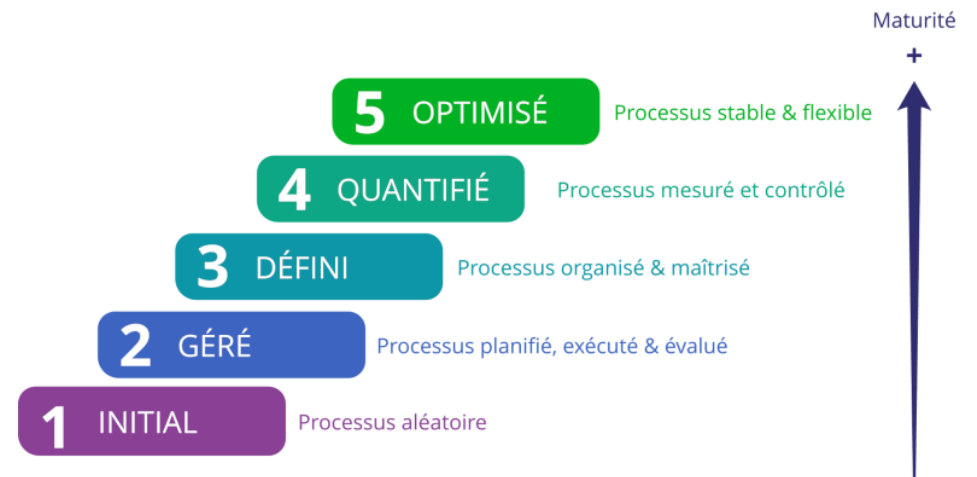 Maturité
+
5 OPTIMISÉ Processus stable & flexible
4 QUANTIFIÉ Processus mesuré et contrôlé
3 DÉFINI Processus organisé & maîtrisé
2 GÉRÉ Processus planifié, exécuté & évalué
1 INITIAL Processus aléatoire